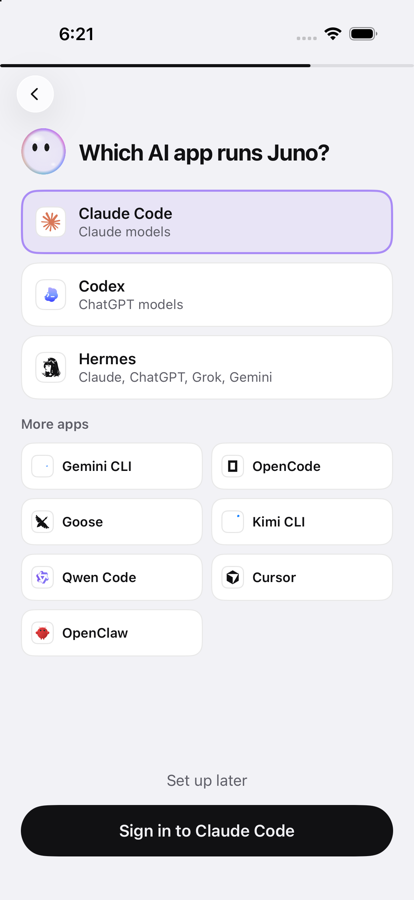 6:21
Which AI app runs Juno?
Claude Code
Claude models
Codex
ChatGPT models
Hermes
Claude, ChatGPT, Grok, Gemini
More apps
Gemini CLI
OpenCode
Goose
Kimi CLI
Qwen Code
Cursor
OpenClaw
Set up later
Sign in to Claude Code